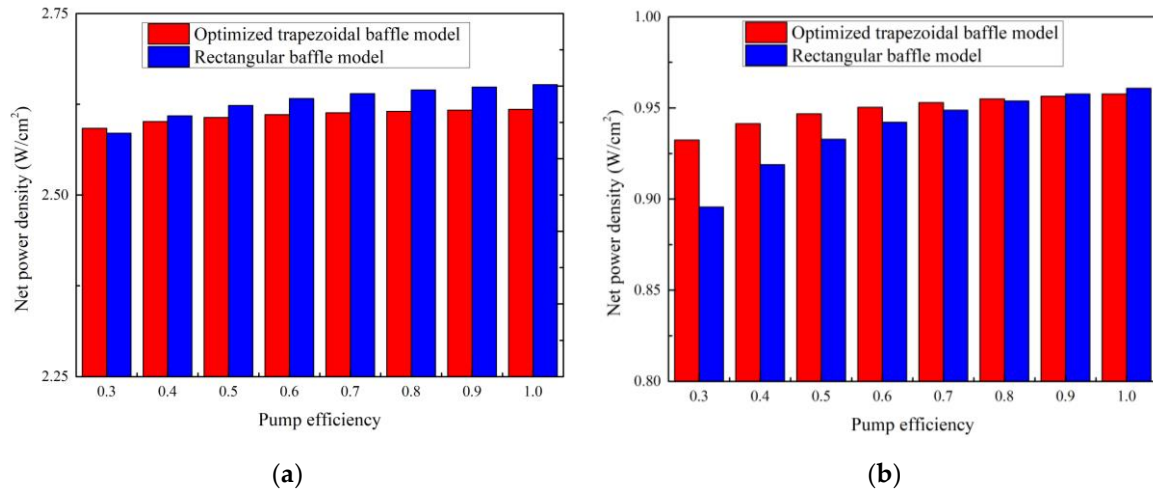 2.75
Optimized trapezoidal baffle model
Rectangular baffle model
2.50
2.25
Net power density (W/cm²)
0.3 0.4 0.5 0.6 0.7 0.8 0.9 1.0
Pump efficiency
(a)
1.00
Optimized trapezoidal baffle model
Rectangular baffle model
0.95
0.90
0.85
0.80
Net power density (W/cm²)
0.3 0.4 0.5 0.6 0.7 0.8 0.9 1.0
Pump efficiency
(b)